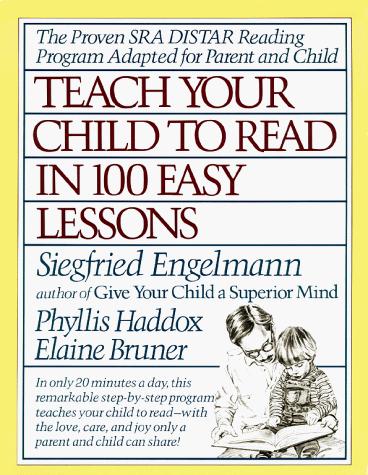 The Proven SRA DISTAR Reading
Program Adapted for Parent and Child
TEACH YOUR
CHILD TO READ
IN 100 EASY
LESSONS
Siegfried Engelmann
author of Give Your Child a Superior Mind
Phyllis Haddox
Elaine Bruner
In only 20 minutes a day, this
remarkable step-by-step program
teaches your child to read—with
the love, care, and joy only a
parent and child can share!